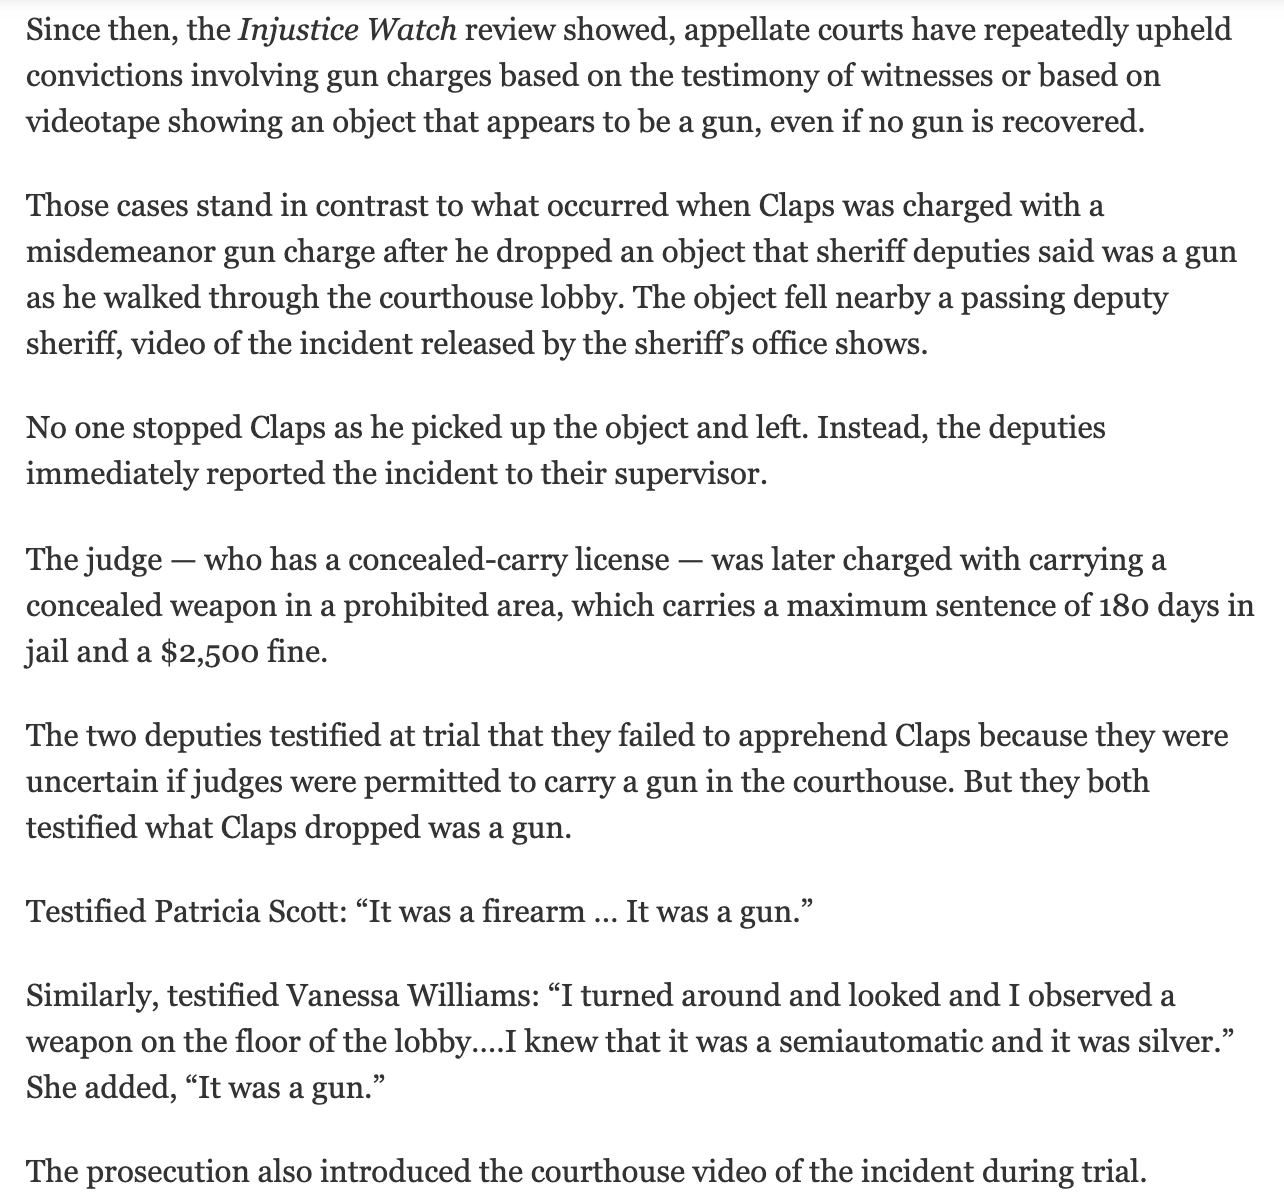 Since then, the Injustice Watch review showed, appellate courts have repeatedly upheld
convictions involving gun charges based on the testimony of witnesses or based on
videotape showing an object that appears to be a gun, even if no gun is recovered.
Those cases stand in contrast to what occurred when Claps was charged with a
misdemeanor gun charge after he dropped an object that sheriff deputies said was a gun
as he walked through the courthouse lobby. The object fell nearby a passing deputy
sheriff, video of the incident released by the sheriff’s office shows.
No one stopped Claps as he picked up the object and left. Instead, the deputies
immediately reported the incident to their supervisor.
The judge — who has a concealed-carry license — was later charged with carrying a
concealed weapon in a prohibited area, which carries a maximum sentence of 180 days in
jail and a $2,500 fine.
The two deputies testified at trial that they failed to apprehend Claps because they were
uncertain if judges were permitted to carry a gun in the courthouse. But they both
testified what Claps dropped was a gun.
Testified Patricia Scott: “It was a firearm ... It was a gun.”
Similarly, testified Vanessa Williams: “I turned around and looked and I observed a
weapon on the floor of the lobby....I knew that it was a semiautomatic and it was silver.”
She added, “It was a gun.”
The prosecution also introduced the courthouse video of the incident during trial.